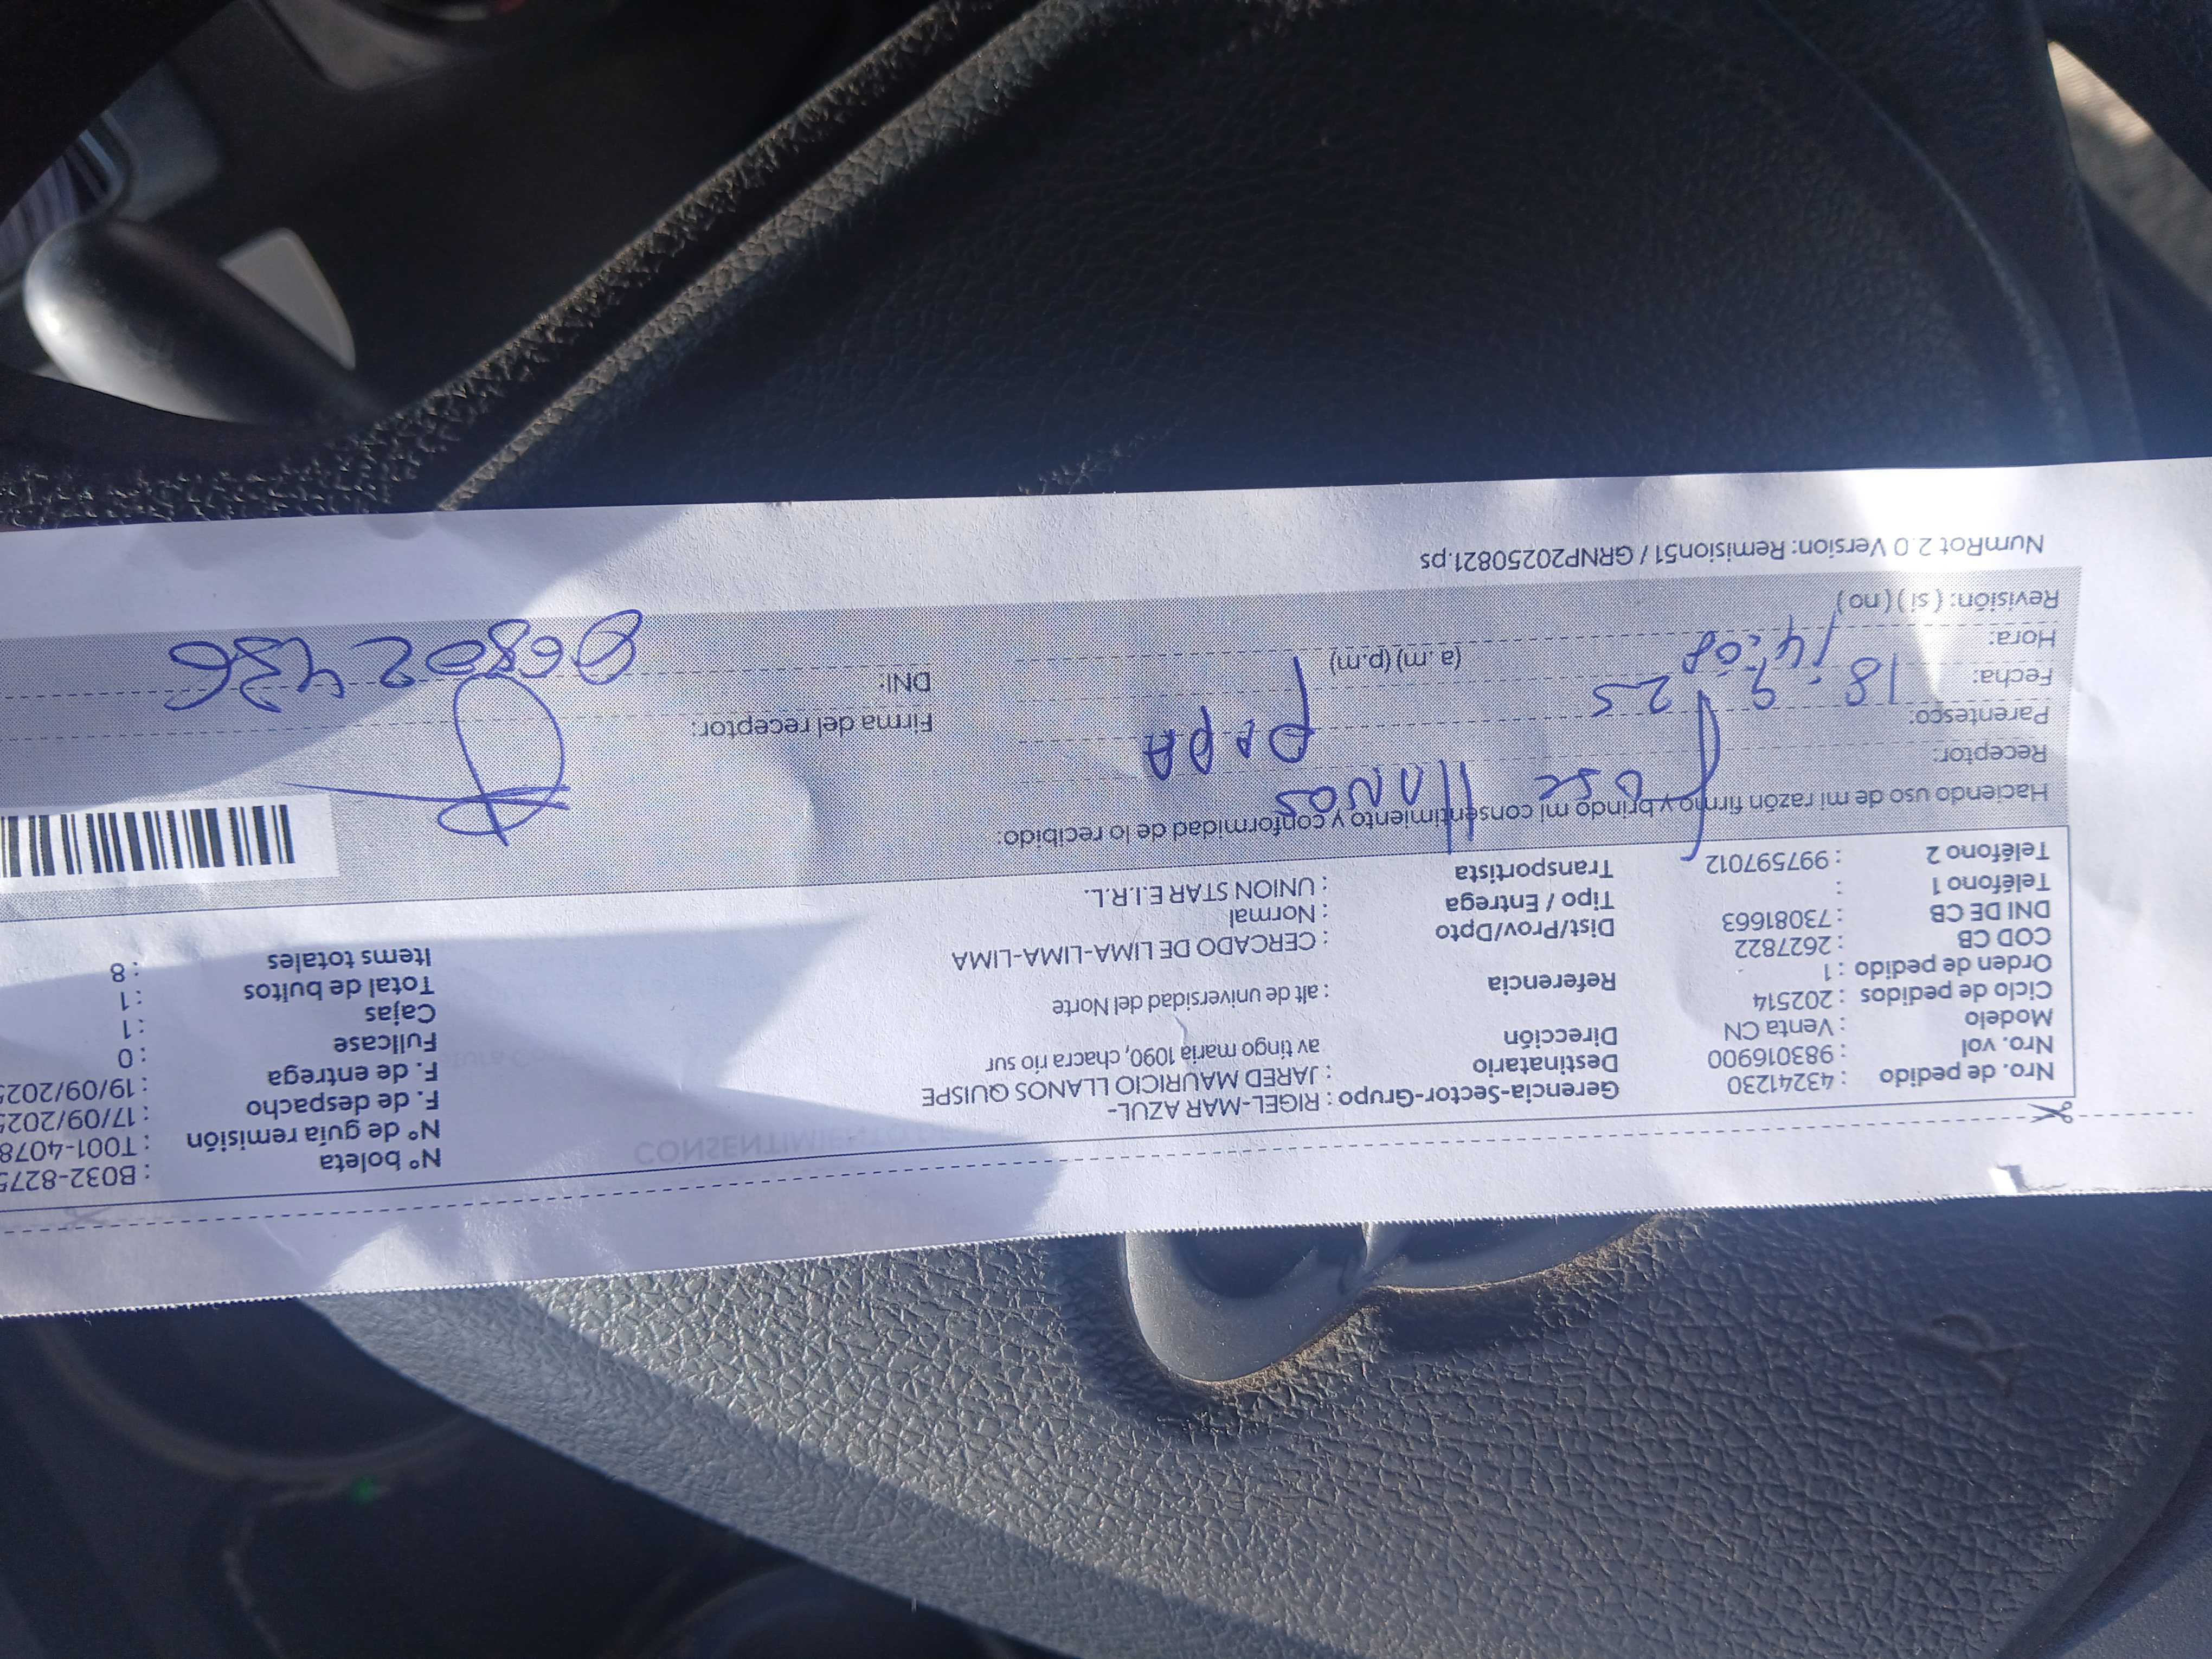 Nro. de pedido : 43241230 Gerencia-Sector-Grupo : RIGEL-MAR AZUL- N° boleta : B032-8275
Nro. vol : 983016900 Destinatario : JARED MAURICIO LLANOS QUISPE N° de guía remisión : T001-4078
Modelo : Venta CN Dirección av tingo maria 1090, chacra rio sur F. de despacho : 17/09/2025
Ciclo de pedidos : 202514 F. de entrega : 19/09/2025
Orden de pedido : 1 Referencia : alt de universidad del Norte Fullcase : 0
COD CB : 2627822 Cajas : 1
DNI DE CB : 73081663 Dist/Prov/Dpto : CERCADO DE LIMA-LIMA-LIMA Total de bultos : 1
Teléfono 1 : Tipo / Entrega : Normal Items totales : 8
Teléfono 2 : 997597012 Transportista : UNION STAR E.I.R.L.
Haciendo uso de mi razón firmo y brindo mi consentimiento y conformidad de lo recibido:
Receptor: Jose llanos
Parentesco: papa Firma del receptor:
Fecha: 18 9 25 DNI:
Hora: 14:08 (a.m) (p.m)
Revisión: ( si ) ( no )
NumRot 2.0 Version: Remision51 / GRNP20250821.ps